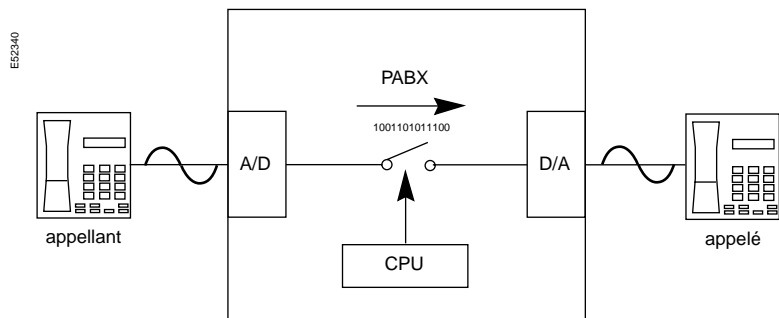 E52340
PABX
1001101011100
A/D
D/A
appellant
appelé
CPU